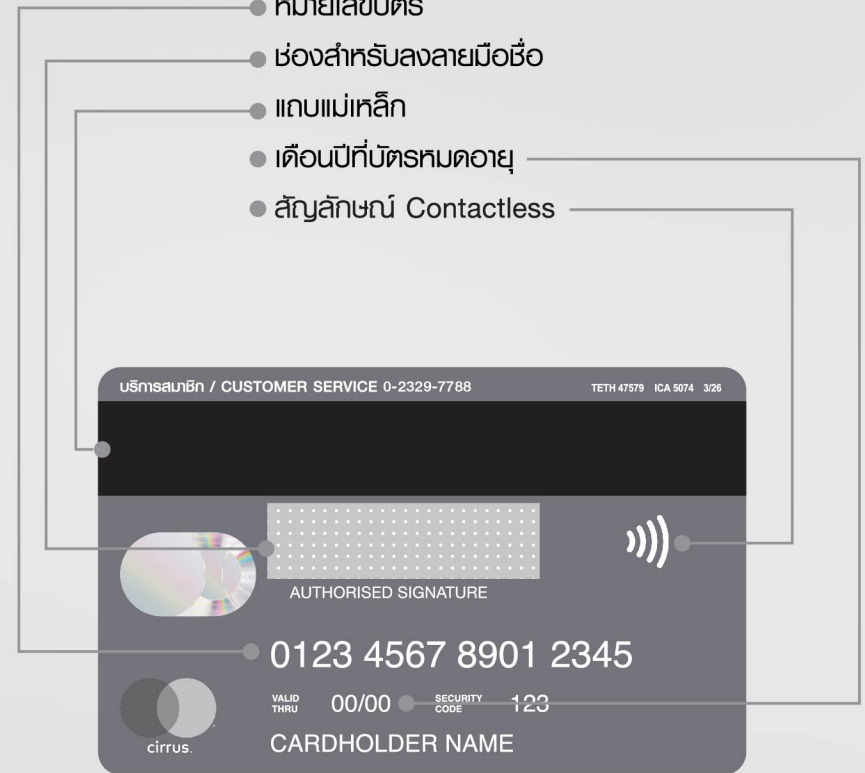 หมายเลขบัตร
ช่องสำหรับลงลายมือชื่อ
แถบแม่เหล็ก
เดือนปีที่บัตรหมดอายุ
สัญลักษณ์ Contactless
บริการสมาชิก / CUSTOMER SERVICE 0-2329-7788
TETH 47579 ICA 5074 3/26
AUTHORISED SIGNATURE
0123 4567 8901 2345
VALID THRU 00/00 SECURITY CODE 123
CARDHOLDER NAME
cirrus.